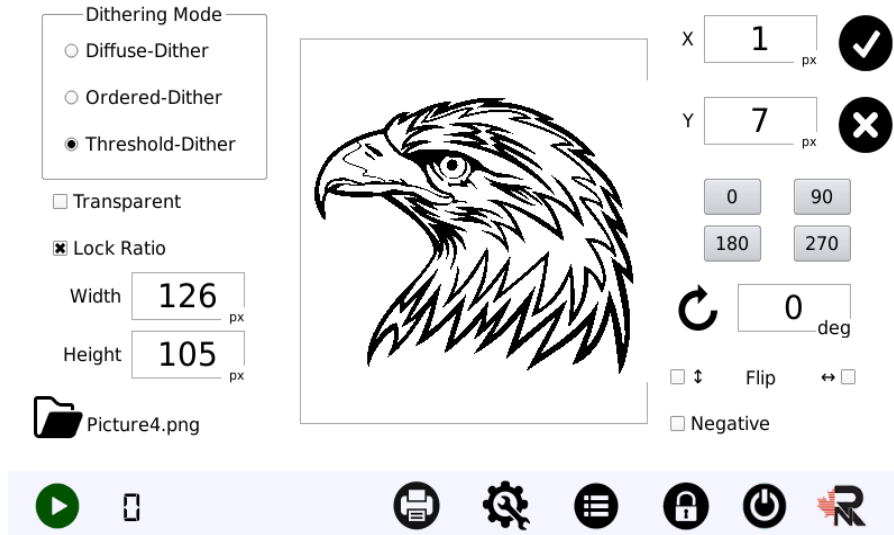 Dithering Mode
Diffuse-Dither
Ordered-Dither
Threshold-Dither
Transparent
Lock Ratio
Width 126 px
Height 105 px
Picture4.png
X 1 px
Y 7 px
0 90
180 270
0 deg
↕ Flip ↔
Negative
0
R